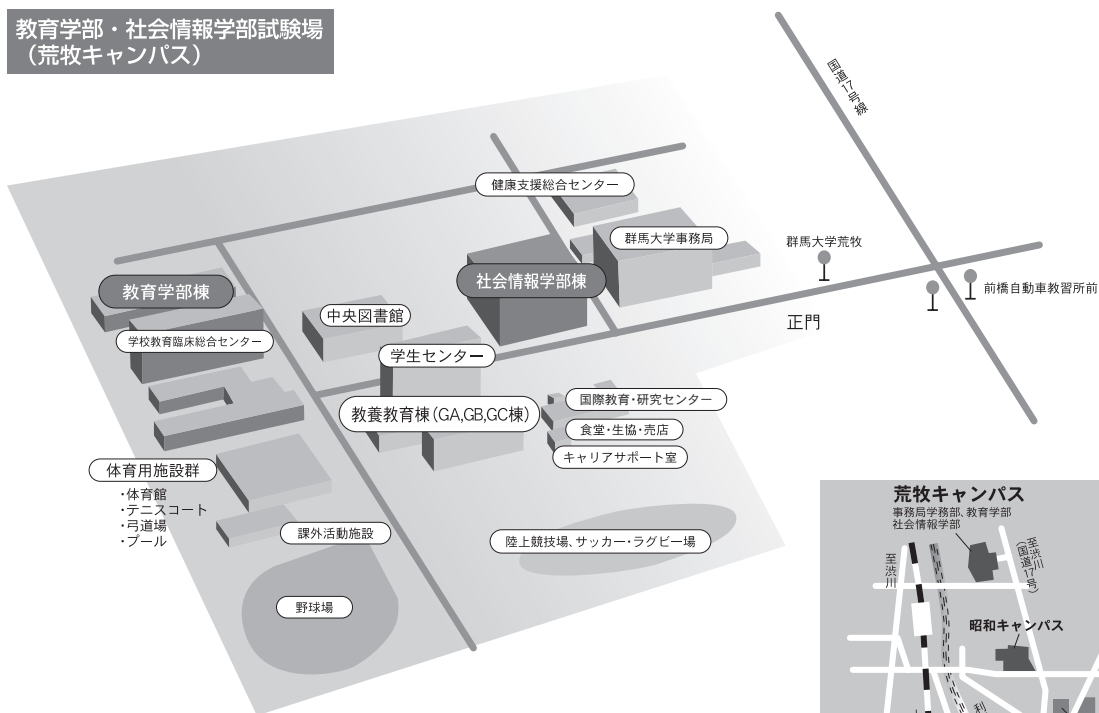 教育学部・社会情報学部試験場
（荒牧キャンパス）
国道17号線
健康支援総合センター
群馬大学事務局
群馬大学荒牧
前橋自動車教習所前
正門
教育学部棟
社会情報学部棟
中央図書館
学校教育臨床総合センター
学生センター
教養教育棟（GA,GB,GC棟）
国際教育・研究センター
食堂・生協・売店
キャリアサポート室
体育用施設群
・体育館
・テニスコート
・弓道場
・プール
課外活動施設
陸上競技場、サッカー・ラグビー場
野球場
荒牧キャンパス
事務局学務部、教育学部
社会情報学部
至渋川
至渋川
（国道17号）
昭和キャンパス
利